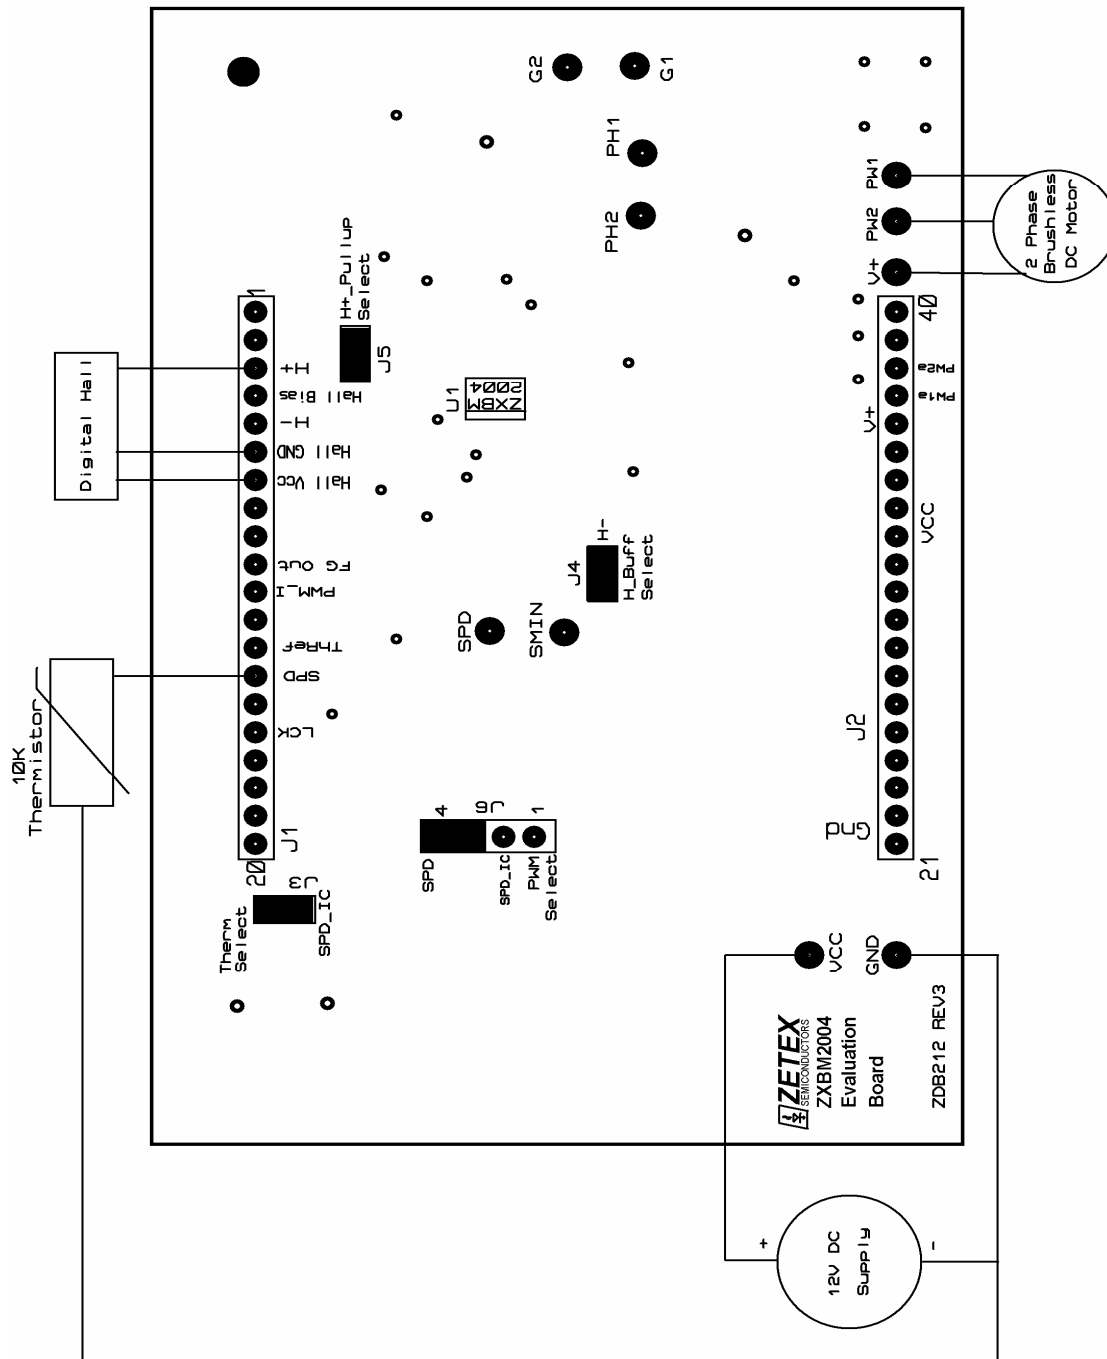 G2
G1
PH1
PH2
PW1
PW2
V+
2 Phase
Brushless
DC Motor
H+_Pullup
Select
J5
1
H+
Hall Bias
H-
Hall GND
Hall Vcc
FG Out
PWM_I
ThRef
SPD
LCK
J1
20
Digital Hall
U1
ZXBM
2004
40
PW2a
PW1a
V+
VCC
J2
Gnd
21
J4
H-
H_Buff
Select
SPD
SMIN
10K
Thermistor
J6
4
1
SPD
SPD_IC
PWM
Select
J3
Therm
Select
SPD_IC
VCC
GND
ZETEX
SEMICONDUCTORS
ZXBM2004
Evaluation
Board
ZDB212 REV3
+
-
12V DC
Supply